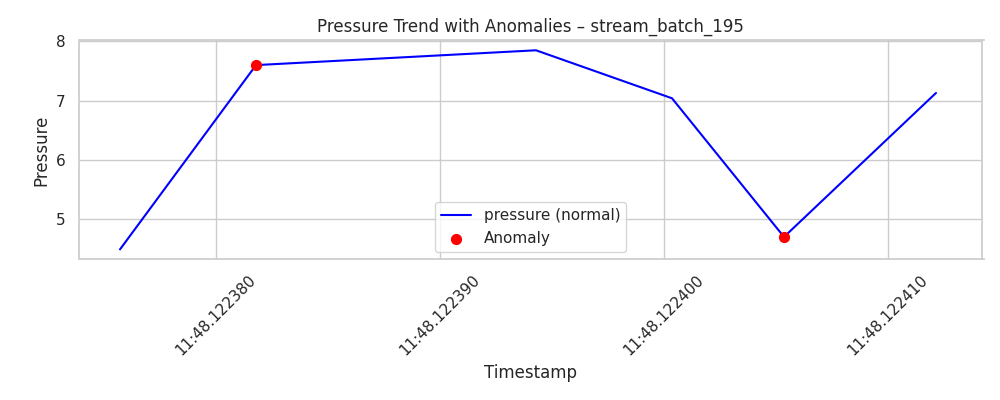 Pressure Trend with Anomalies – stream_batch_195
Pressure
8
7
6
5
pressure (normal)
Anomaly
11:48.122380
11:48.122390
11:48.122400
11:48.122410
Timestamp